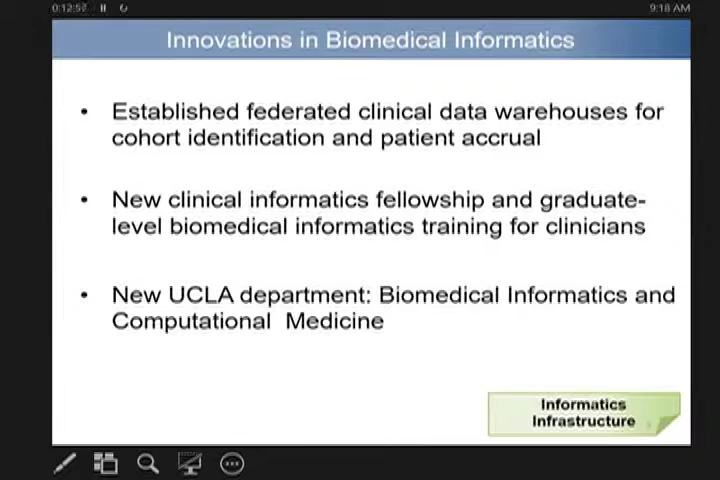 0:12:57
9:18 AM
Innovations in Biomedical Informatics
• Established federated clinical data warehouses for
cohort identification and patient accrual
• New clinical informatics fellowship and graduate-
level biomedical informatics training for clinicians
• New UCLA department: Biomedical Informatics and
Computational Medicine
Informatics
Infrastructure